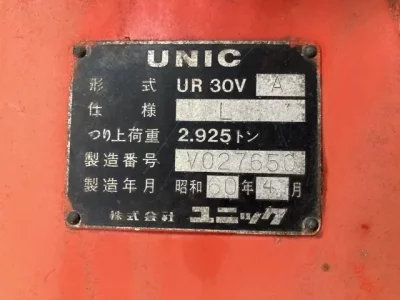 UNIC
形式 UR 30V A
仕様 L
つり上荷重 2.925トン
製造番号 V027650
製造年月 昭和60年4月
株式会社 ユニック